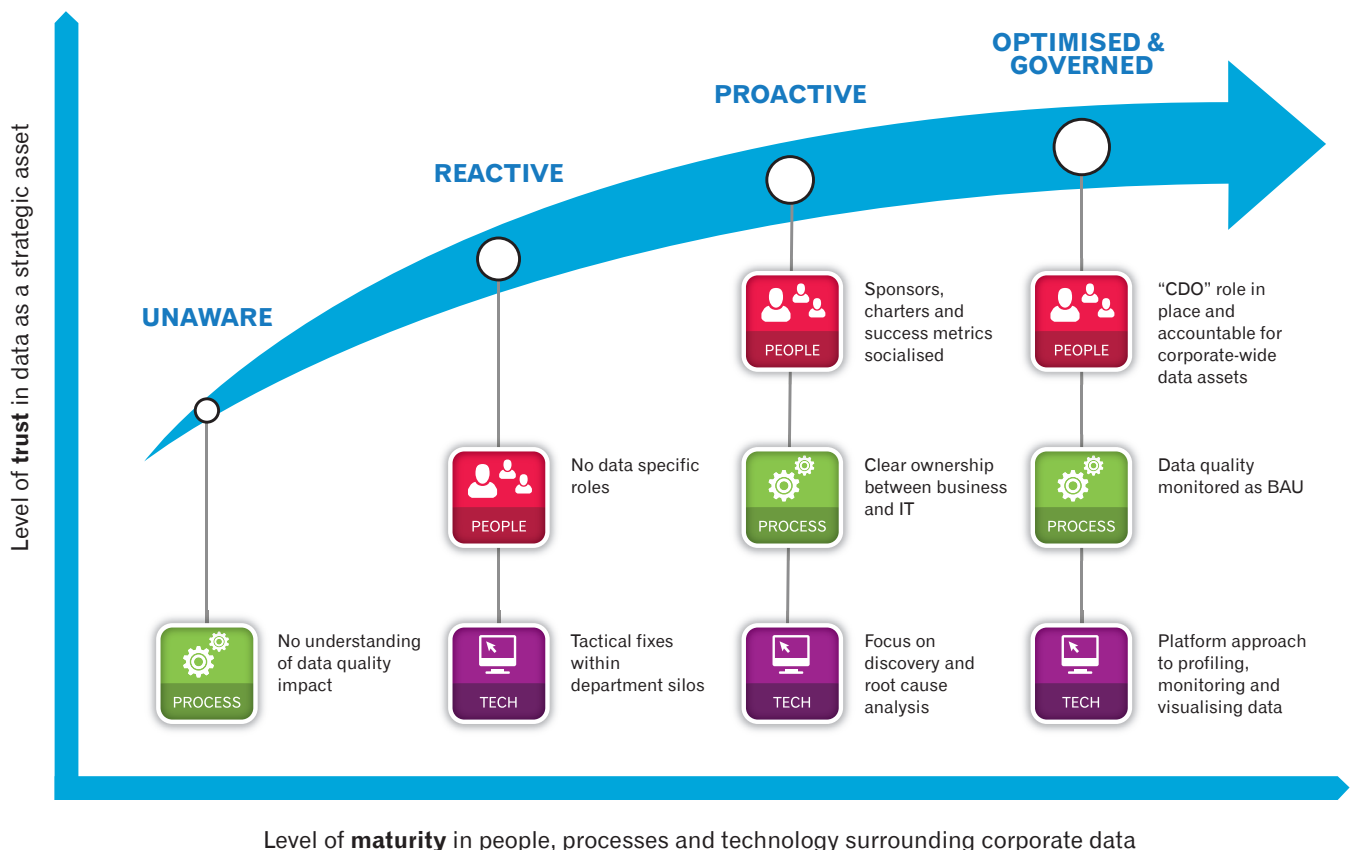 Level of trust in data as a strategic asset
OPTIMISED &
GOVERNED
PROACTIVE
REACTIVE
UNAWARE
PROCESS
No understanding
of data quality
impact
PEOPLE
No data specific
roles
TECH
Tactical fixes
within
department silos
PEOPLE
Sponsors,
charters and
success metrics
socialised
PROCESS
Clear ownership
between business
and IT
TECH
Focus on
discovery and
root cause
analysis
PEOPLE
“CDO” role in
place and
accountable for
corporate-wide
data assets
PROCESS
Data quality
monitored as BAU
TECH
Platform approach
to profiling,
monitoring and
visualising data
Level of maturity in people, processes and technology surrounding corporate data